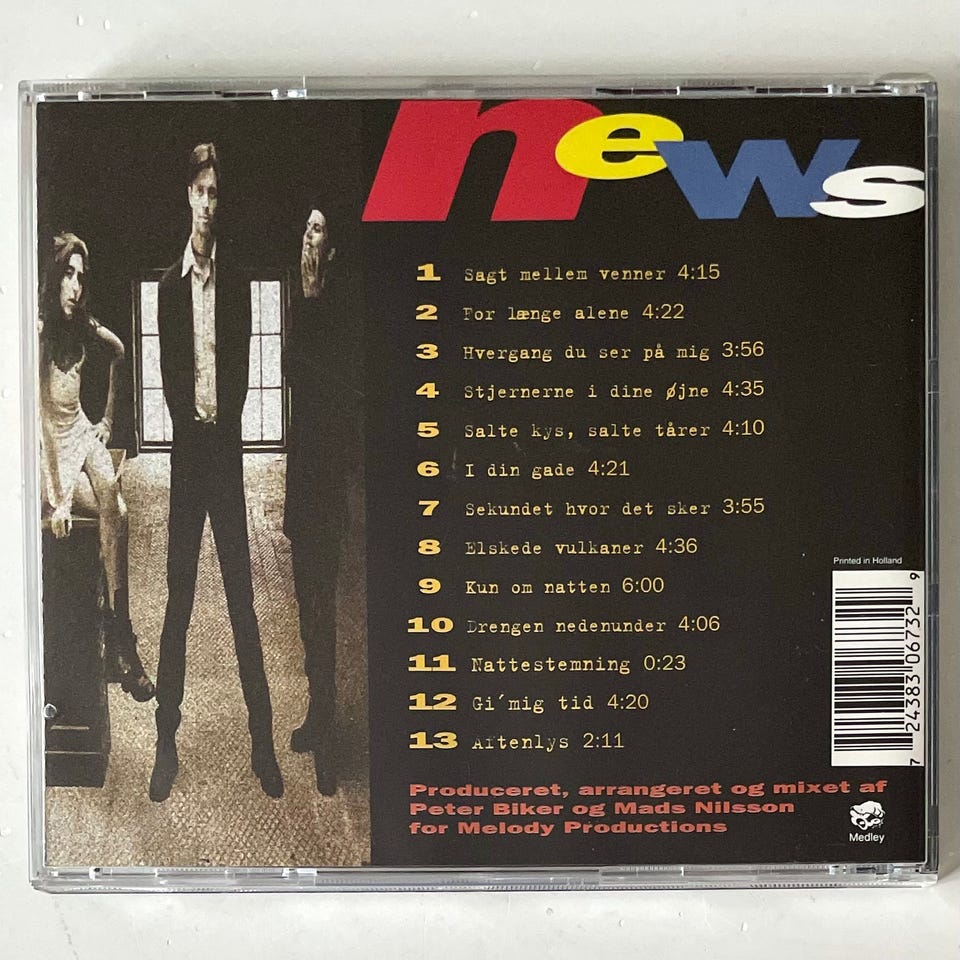 news
1 Sagt mellem venner 4:15
2 For længe alene 4:22
3 Hvergang du ser på mig 3:56
4 Stjernerne i dine øjne 4:35
5 Salte kys, salte tårer 4:10
6 I din gade 4:21
7 Sekundet hvor det sker 3:55
8 Elskede vulkaner 4:36
9 Kun om natten 6:00
10 Drengen nedenunder 4:06
11 Nattestemning 0:23
12 Gi´mig tid 4:20
13 Aftenlys 2:11
Produceret, arrangeret og mixet af
Peter Biker og Mads Nilsson
for Melody Productions
Printed in Holland
7 24383 06732 9
Medley